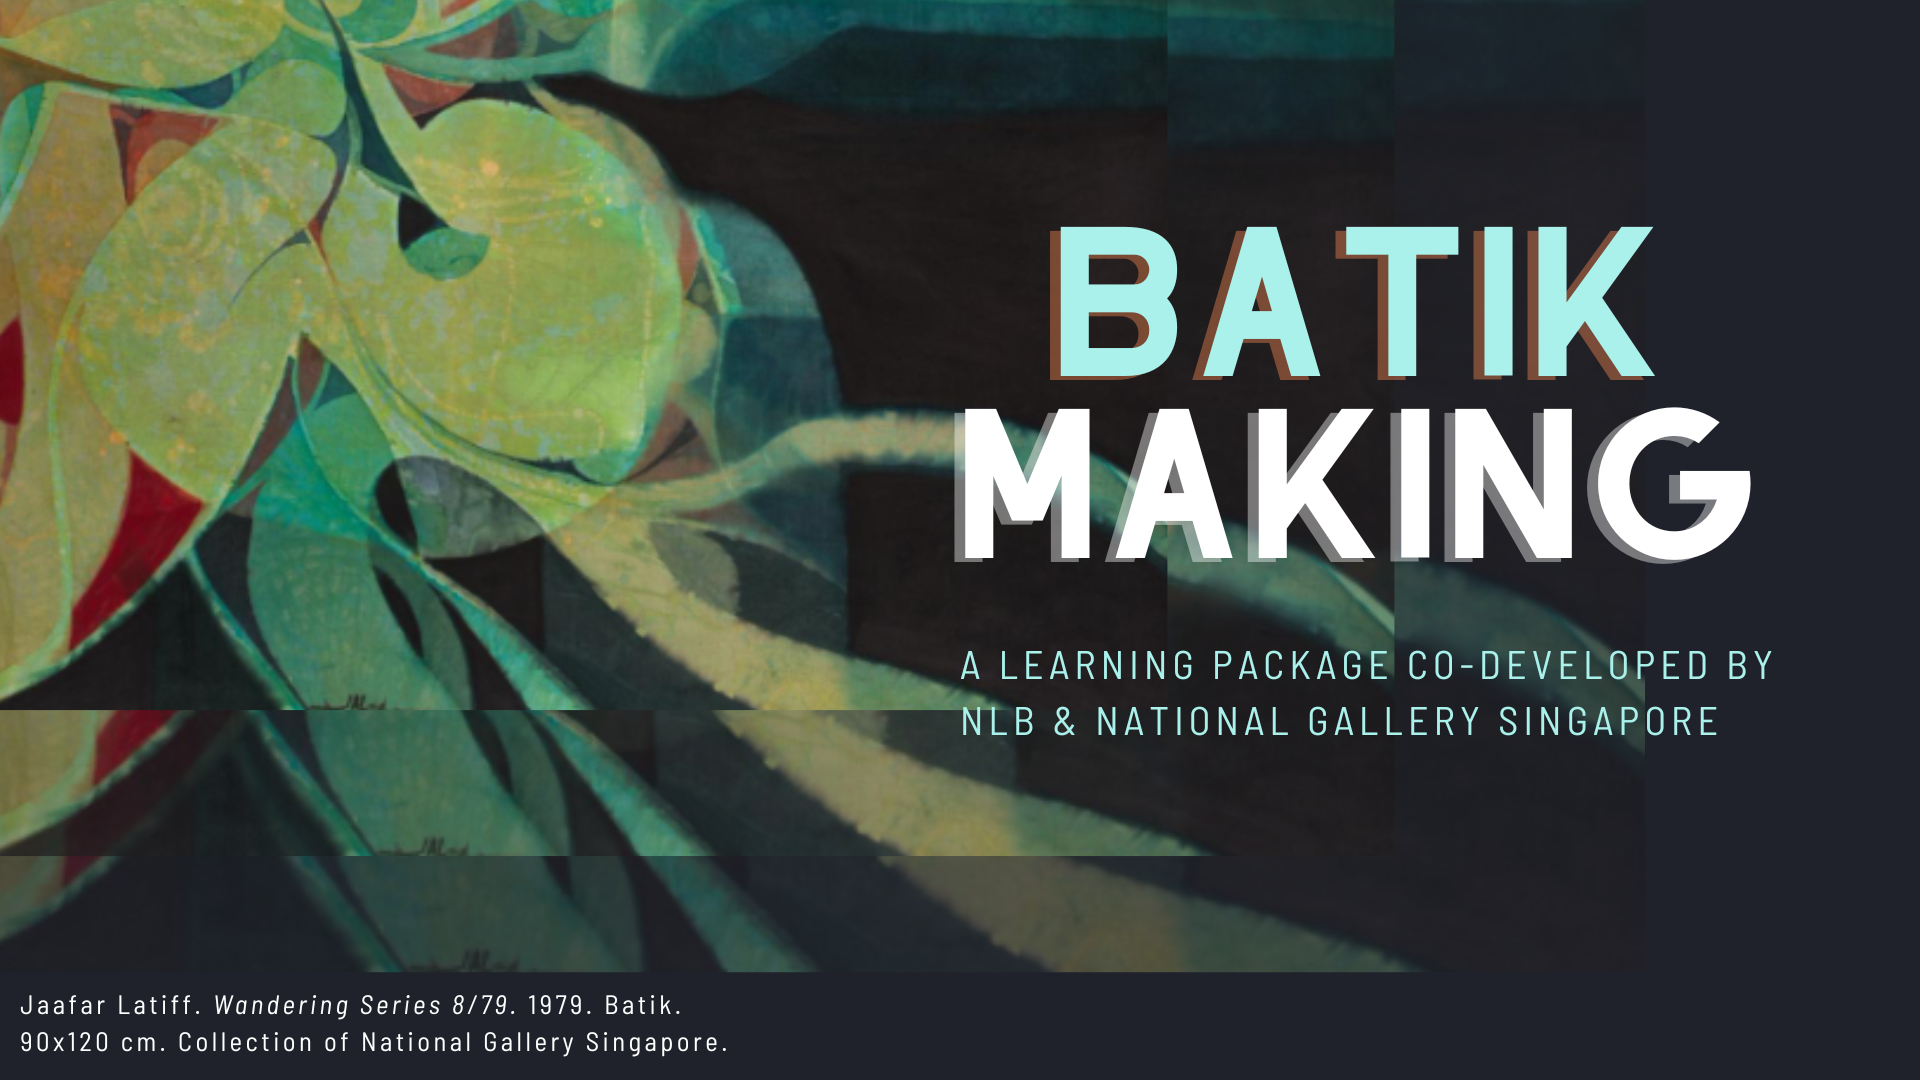 BATIK
MAKING
A LEARNING PACKAGE CO-DEVELOPED BY
NLB & NATIONAL GALLERY SINGAPORE
Jaafar Latiff. Wandering Series 8/79. 1979. Batik.
90x120 cm. Collection of National Gallery Singapore.